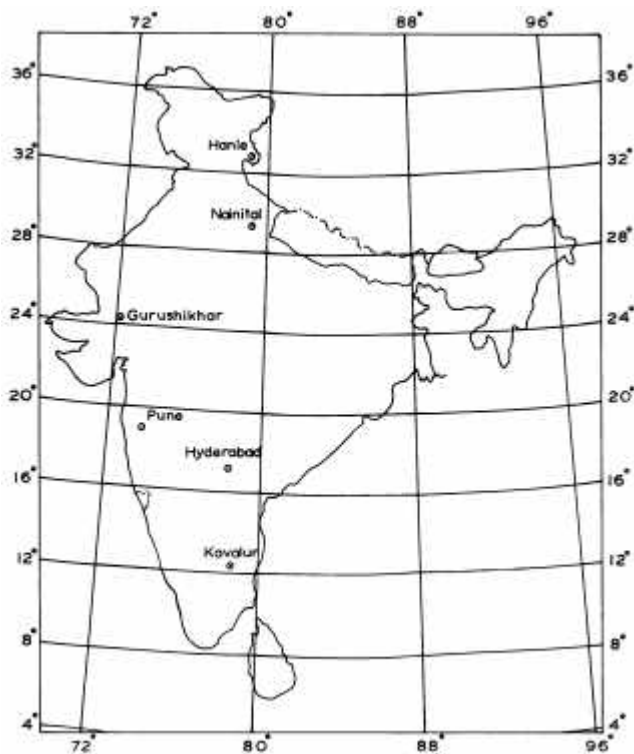 72° 80° 88° 96°
36° 36°
Hanle
32° 32°
Nainital
28° 28°
24° Gurushikhar 24°
20° 20°
Pune
Hyderabad
16° 16°
Kavalur
12° 12°
8° 8°
4° 4°
72° 80° 88° 96°